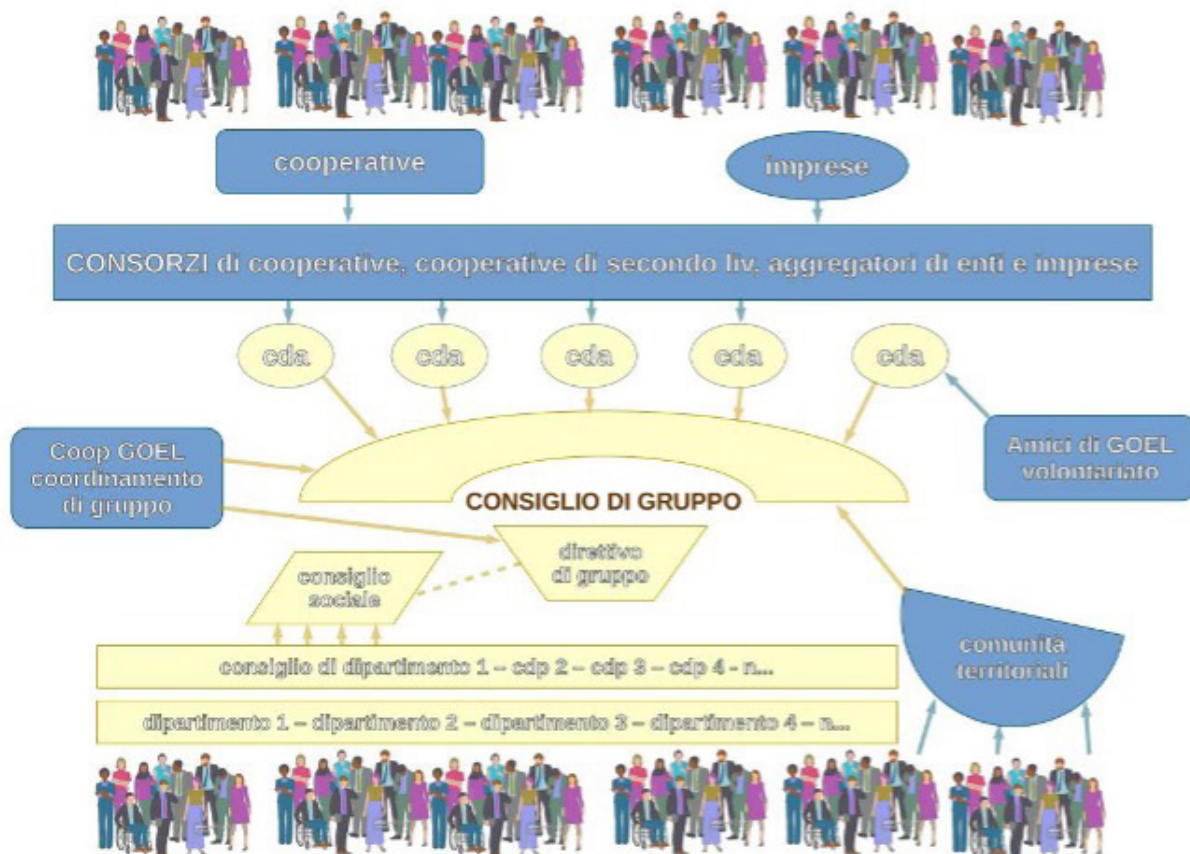 cooperative
imprese
CONSORZI di cooperative, cooperative di secondo liv, aggregatori di enti e imprese
cda
cda
cda
cda
cda
Coop GOEL
coordinamento
di gruppo
Amici di GOEL
volontariato
CONSIGLIO DI GRUPPO
direttivo
di gruppo
consiglio
sociale
comunità
territoriali
consiglio di dipartimento 1 – cdp 2 – cdp 3 – cdp 4 - n...
dipartimento 1 – dipartimento 2 – dipartimento 3 – dipartimento 4 – n...